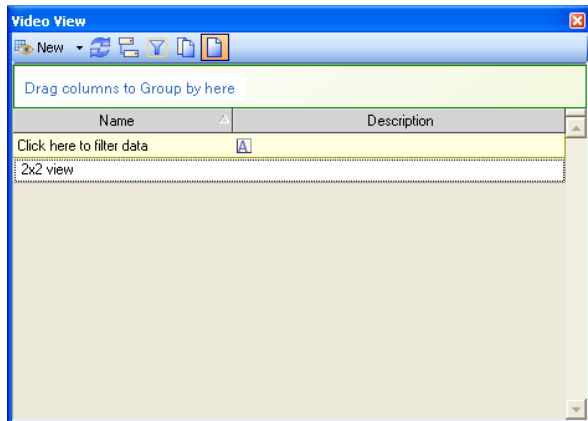 Video View
New
Drag columns to Group by here
Name Description
Click here to filter data A
2x2 view